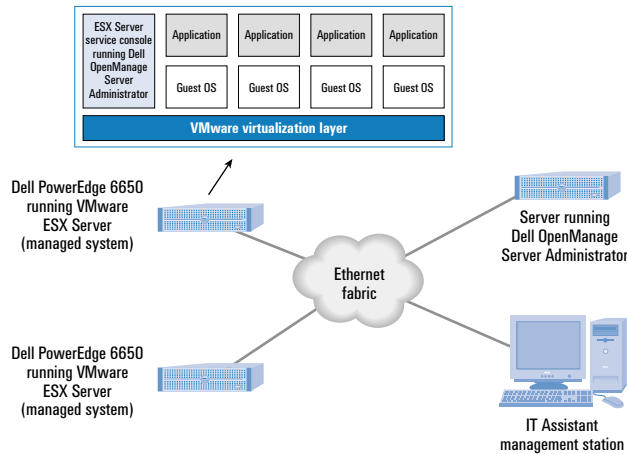 ESX Server
service console
running Dell
OpenManage
Server
Administrator
Application
Application
Application
Application
Guest OS
Guest OS
Guest OS
Guest OS
VMware virtualization layer
Dell PowerEdge 6650
running VMware
ESX Server
(managed system)
Server running
Dell OpenManage
Server Administrator
Ethernet
fabric
Dell PowerEdge 6650
running VMware
ESX Server
(managed system)
IT Assistant
management station